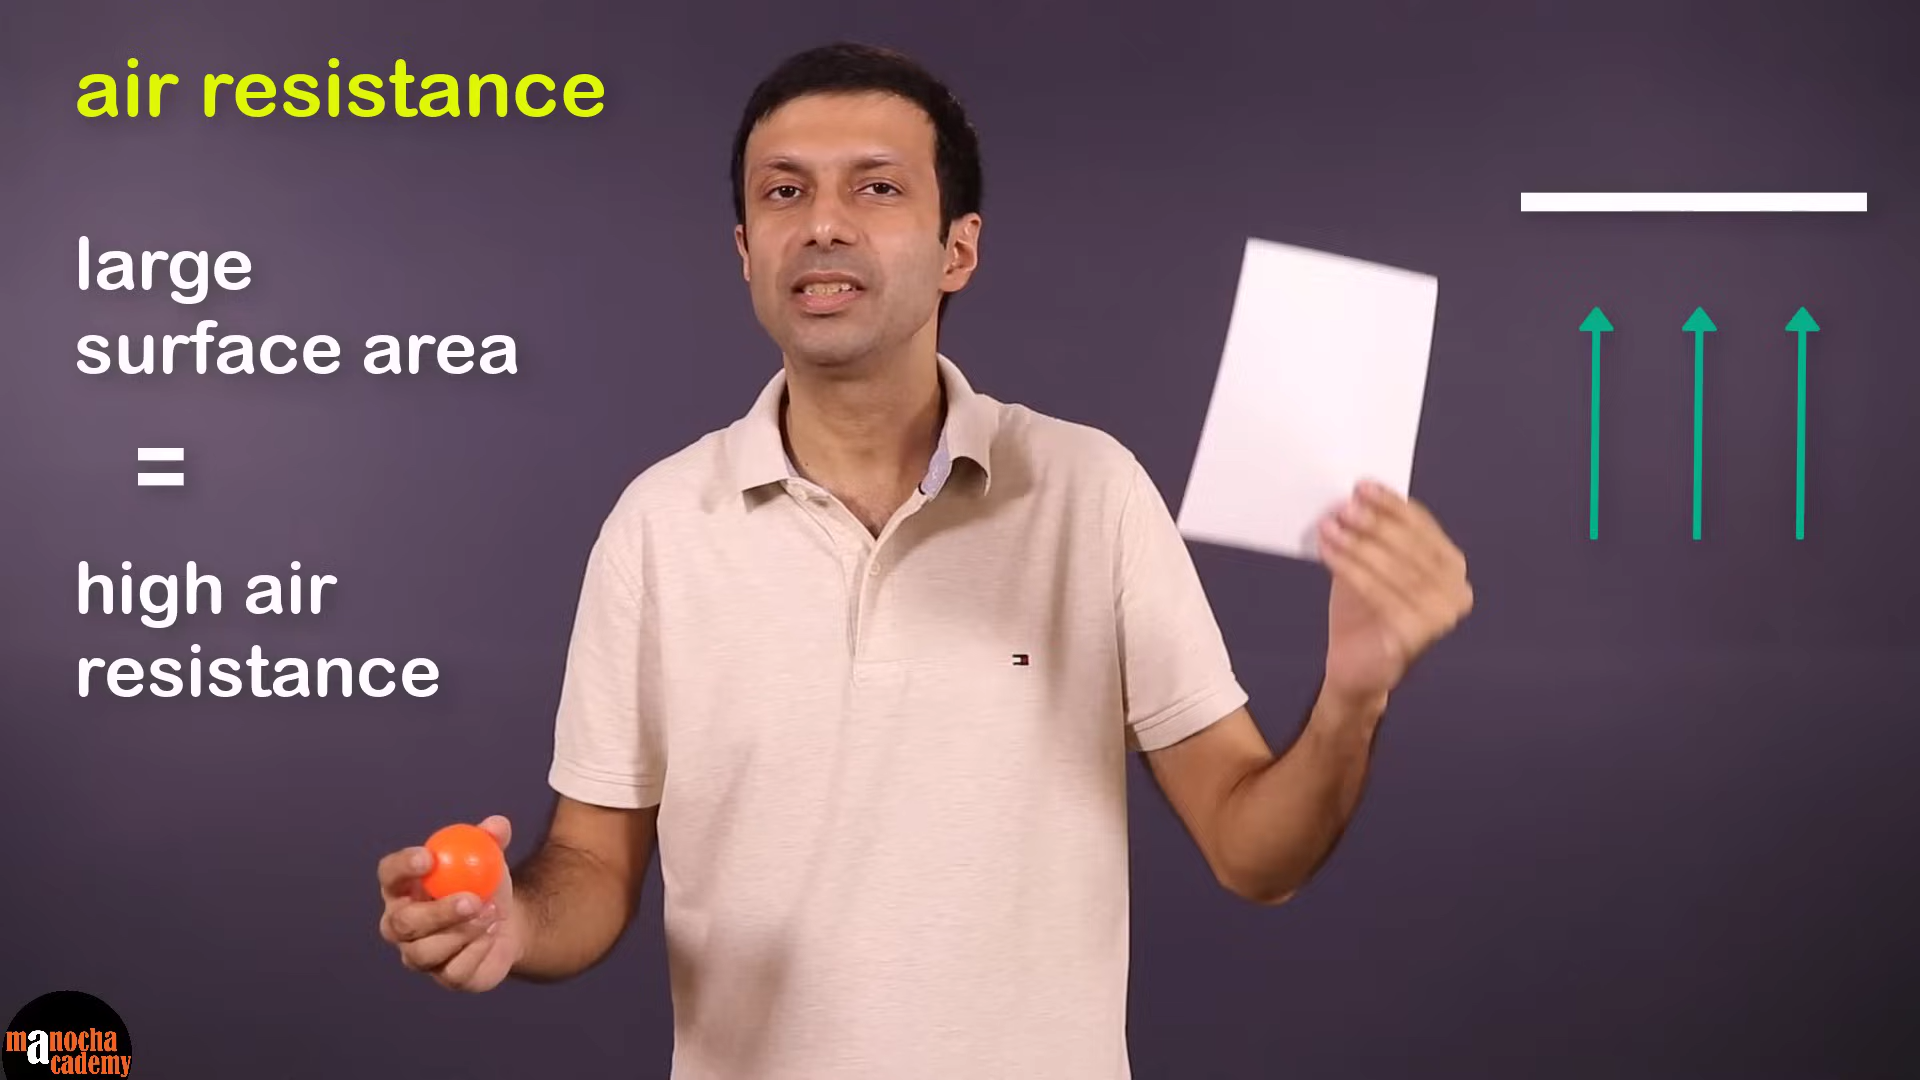 air resistance
large
surface area
=
high air
resistance
manocha
academy